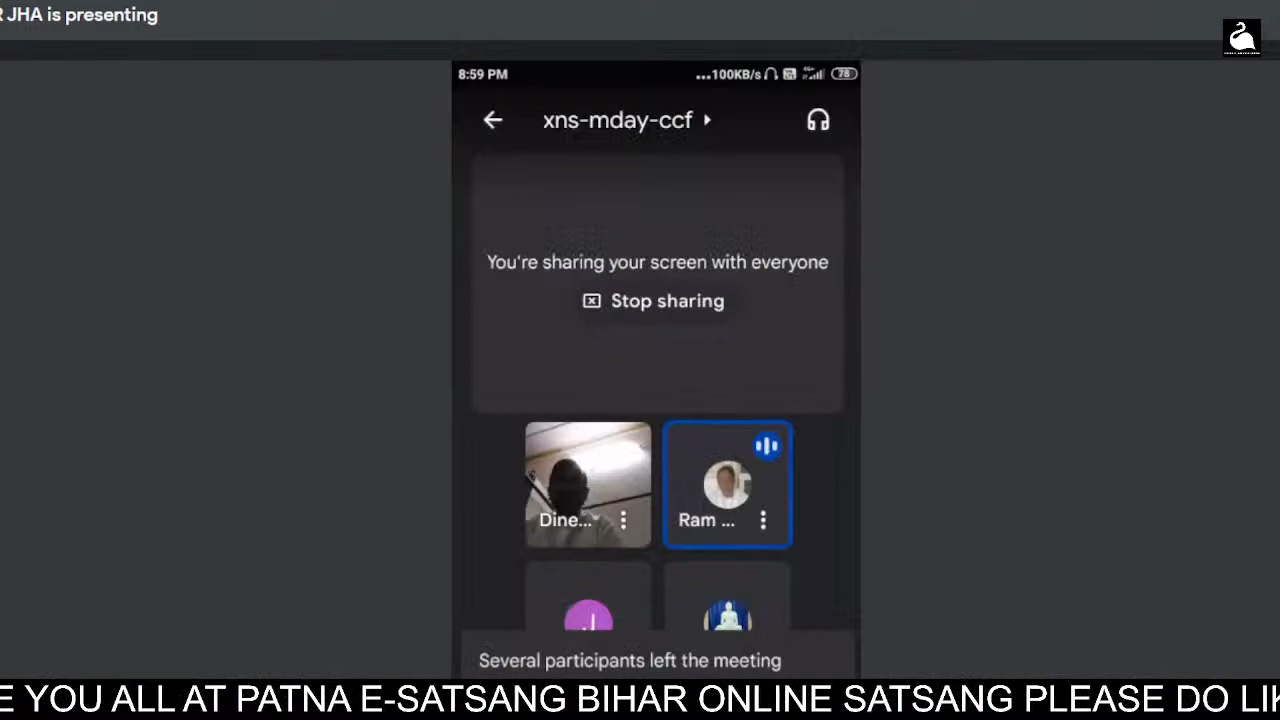 R JHA is presenting
8:59 PM
...100KB/s
78
xns-mday-ccf
You're sharing your screen with everyone
Stop sharing
Dine...
Ram ...
J
Several participants left the meeting
E YOU ALL AT PATNA E-SATSANG BIHAR ONLINE SATSANG PLEASE DO LIK